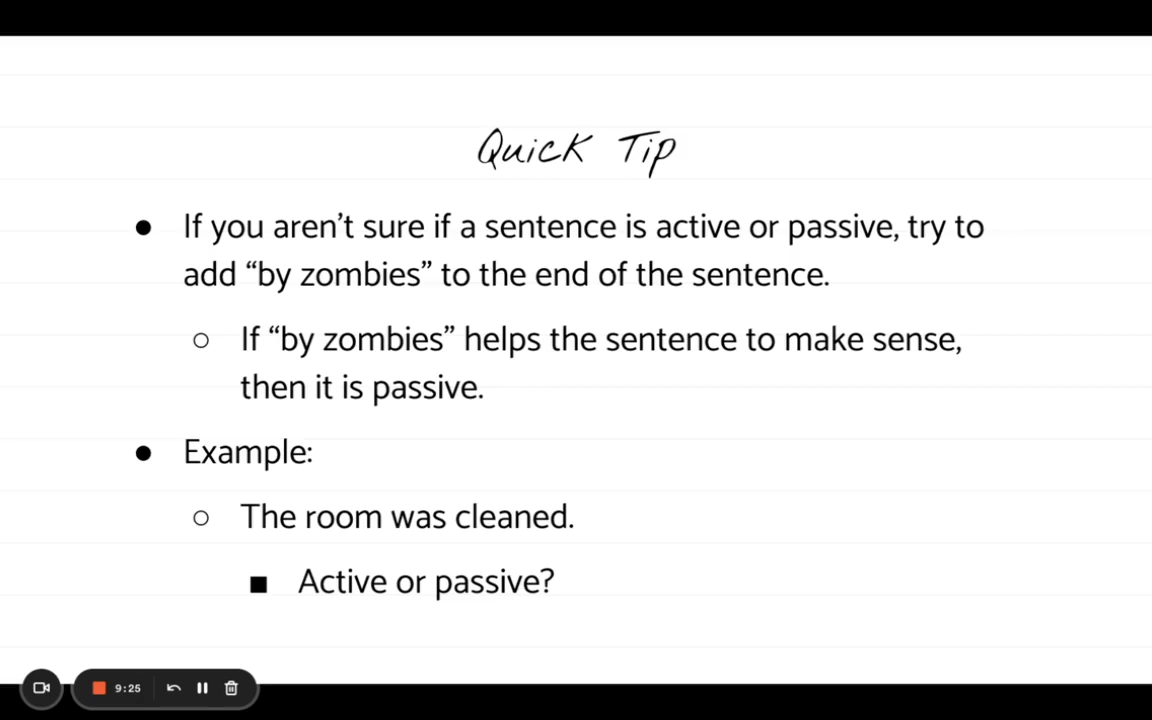 Quick Tip
● If you aren’t sure if a sentence is active or passive, try to
add “by zombies” to the end of the sentence.
○ If “by zombies” helps the sentence to make sense,
then it is passive.
● Example:
○ The room was cleaned.
■ Active or passive?
9:25